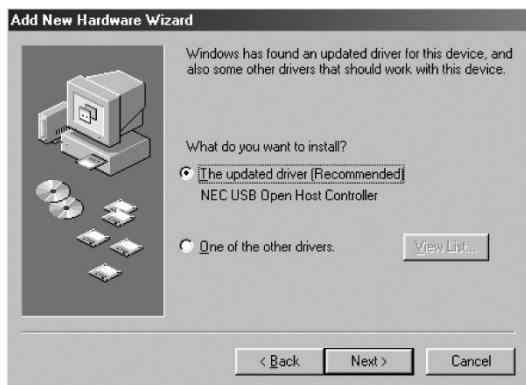 Add New Hardware Wizard
Windows has found an updated driver for this device, and
also some other drivers that should work with this device.
What do you want to install?
The updated driver (Recommended)
NEC USB Open Host Controller
One of the other drivers.
View List...
< Back
Next >
Cancel